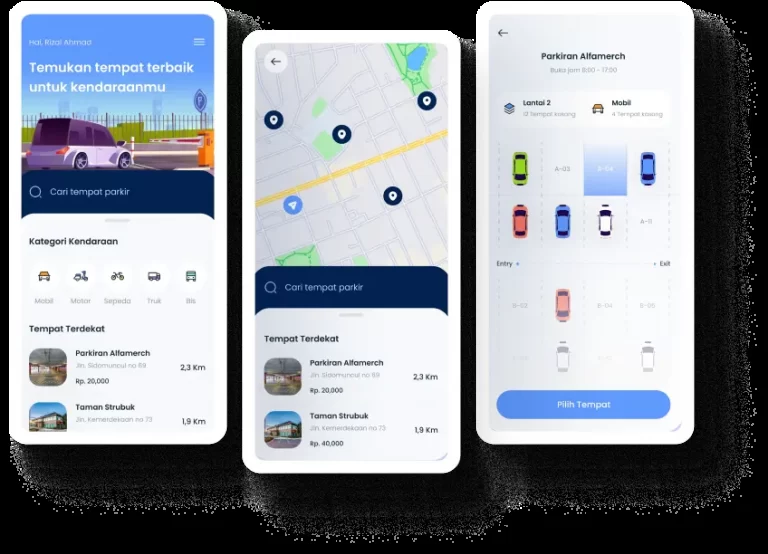 Hai, Rizal Ahmad
Temukan tempat terbaik
untuk kendaraanmu
Cari tempat parkir
Kategori Kendaraan
Mobil Motor Sepeda Truk Bis
Tempat Terdekat
Parkiran Alfamerch
Jln. Sidomuncul no 69
Rp. 20,000
2,3 Km
Taman Strubuk
Jln. Kemerdekaan no 73
1,9 Km
Cari tempat parkir
Tempat Terdekat
Parkiran Alfamerch
Jln. Sidomuncul no 69
Rp. 20,000
2,3 Km
Taman Strubuk
Jln. Kemerdekaan no 73
Rp. 40,000
1,9 Km
Parkiran Alfamerch
Buka jam 8:00 - 17:00
Lantai 2
Tempat kosong
Mobil
4 Tempat kosong
A-03
B-04
A-11
Entry
Exit
B-02
B-04
B-05
Pilih Tempat